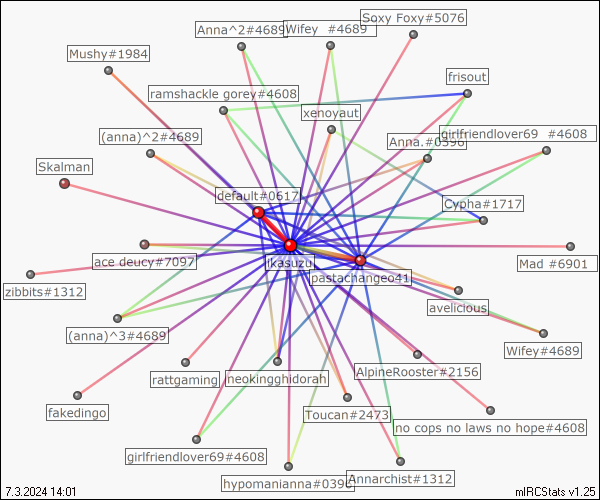 Soxy Foxy#5076
Anna^2#4689
Wifey #4689
Mushy#1984
frisout
ramshackle gorey#4608
xenoyaut
(anna)^2#4689
Anna.#0396
girlfriendlover69 #4608
Skalman
default#0617
Cypha#1717
ace deucy#7097
ikasuzu
Mad #6901
pastachangeo41
zibbits#1312
avelicious
(anna)^3#4689
Wifey#4689
rattgaming
neokingghidorah
AlpineRooster#2156
fakedingo
Toucan#2473
no cops no laws no hope#4608
girlfriendlover69#4608
hypomanianna#0396
Annarchist#1312
7.3.2024 14:01
mIRCStats v1.25